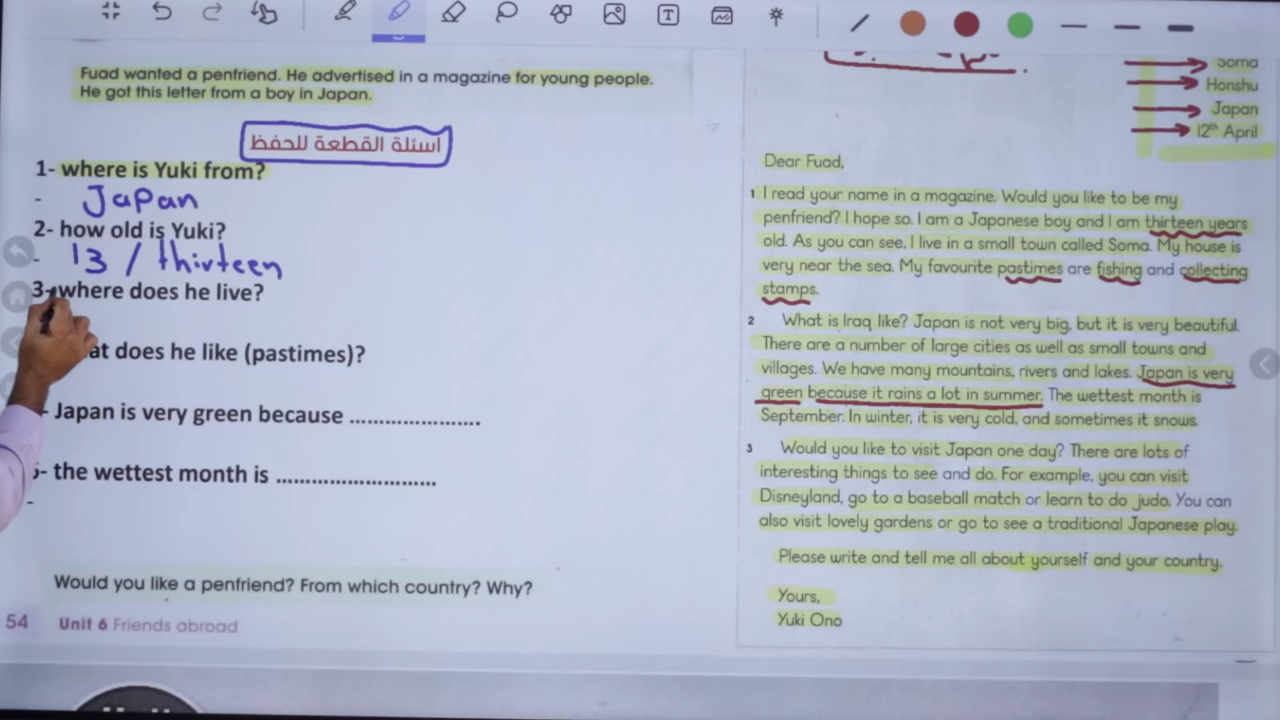 Fuad wanted a penfriend. He advertised in a magazine for young people.
He got this letter from a boy in Japan.
اسئلة القطعة للحفظ
1- where is Yuki from?
- Japan
2- how old is Yuki?
- 13 / thirteen
3- where does he live?
at does he like (pastimes)?
- Japan is very green because .....................
- the wettest month is ..........................
-
Would you like a penfriend? From which country? Why?
54 Unit 6 Friends abroad
Soma
Honshu
Japan
12th April
Dear Fuad,
1 I read your name in a magazine. Would you like to be my
penfriend? I hope so. I am a Japanese boy and I am thirteen years
old. As you can see, I live in a small town called Soma. My house is
very near the sea. My favourite pastimes are fishing and collecting
stamps.
2 What is Iraq like? Japan is not very big, but it is very beautiful.
There are a number of large cities as well as small towns and
villages. We have many mountains, rivers and lakes. Japan is very
green because it rains a lot in summer. The wettest month is
September. In winter, it is very cold, and sometimes it snows.
3 Would you like to visit Japan one day? There are lots of
interesting things to see and do. For example, you can visit
Disneyland, go to a baseball match or learn to do judo. You can
also visit lovely gardens or go to see a traditional Japanese play.
Please write and tell me all about yourself and your country.
Yours,
Yuki Ono